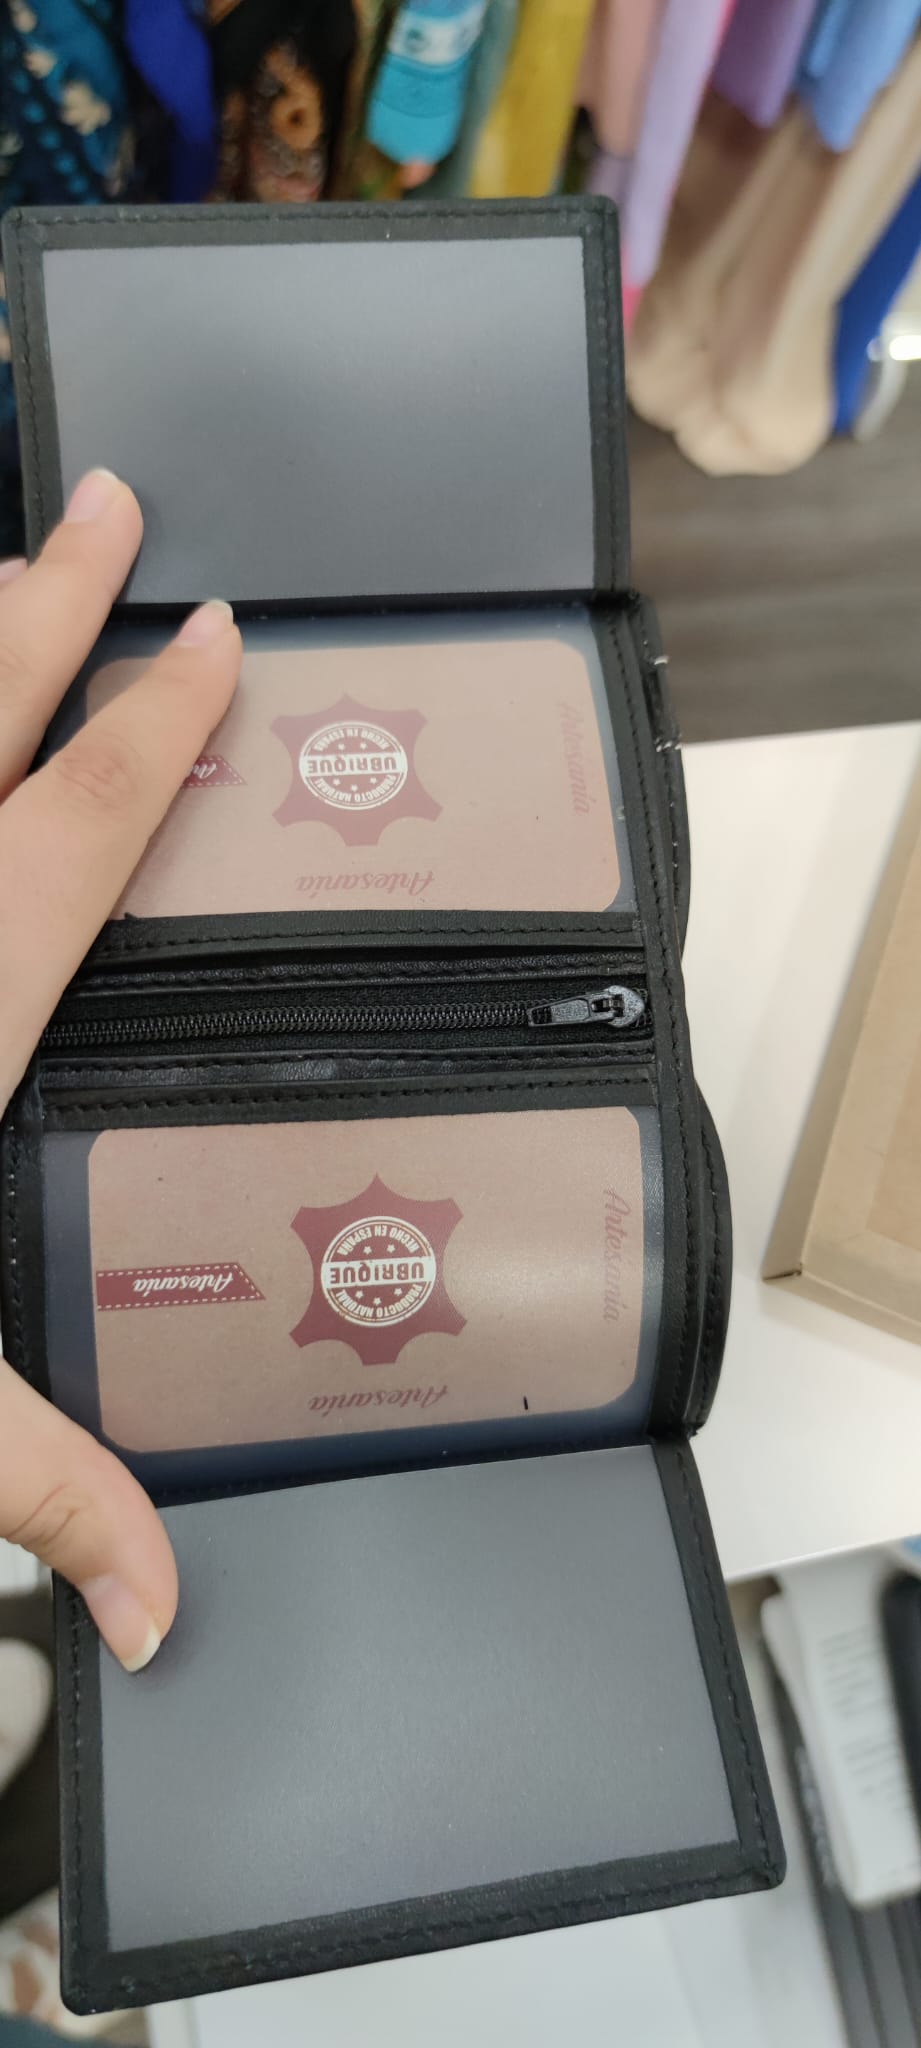 Artesanía
HECHO EN ESPAÑA
UBRIQUE
PRODUCTO NATURAL
Artesanía
Artesanía
HECHO EN ESPAÑA
UBRIQUE
PRODUCTO NATURAL
Artesanía
Artesanía